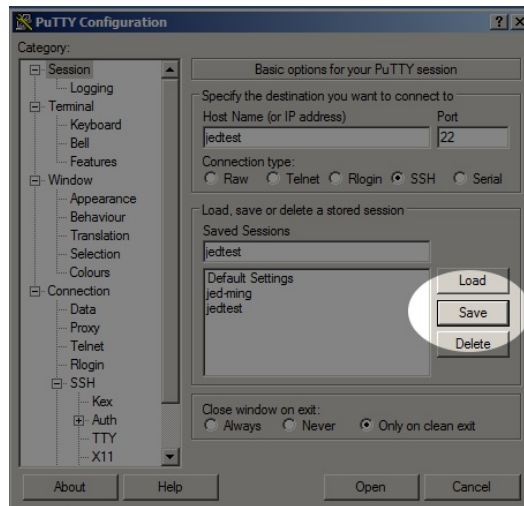 PuTTY Configuration
Category:
Session
Logging
Terminal
Keyboard
Bell
Features
Window
Appearance
Behaviour
Translation
Selection
Colours
Connection
Data
Proxy
Telnet
Rlogin
SSH
Kex
Auth
TTY
X11
Basic options for your PuTTY session
Specify the destination you want to connect to
Host Name (or IP address) Port
jedtest 22
Connection type:
Raw Telnet Rlogin SSH Serial
Load, save or delete a stored session
Saved Sessions
jedtest
Default Settings
jed-ming
jedtest
Load
Save
Delete
Close window on exit:
Always Never Only on clean exit
About Help Open Cancel